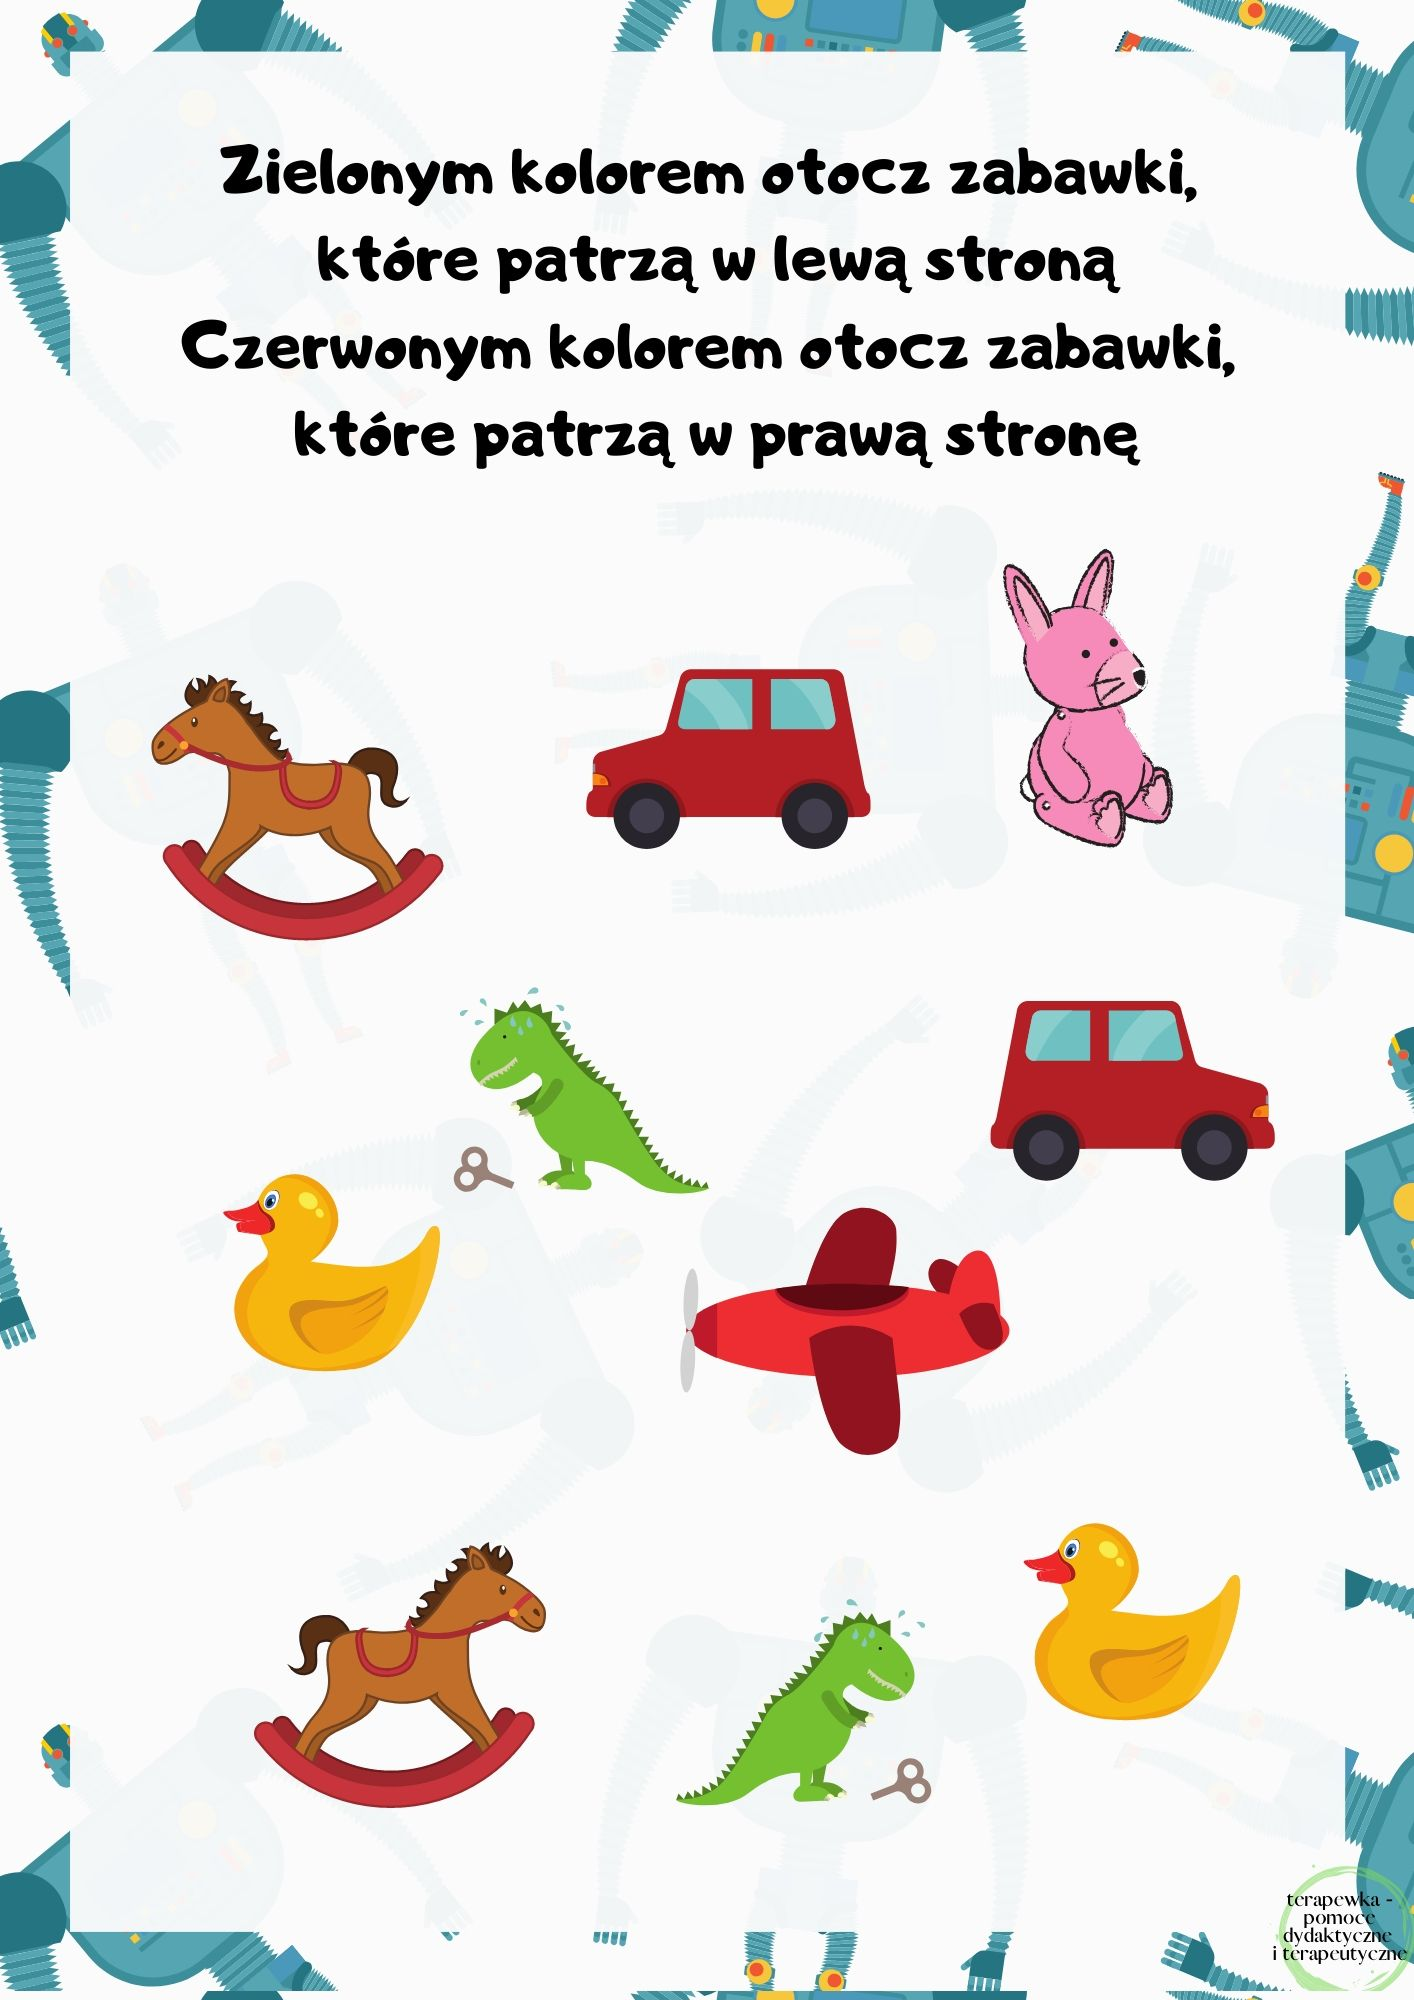 Zielonym kolorem otocz zabawki,
które patrzą w lewą stroną
Czerwonym kolorem otocz zabawki,
które patrzą w prawą stronę
terapewka -
pomoce
dydaktyczne
i terapeutyczne